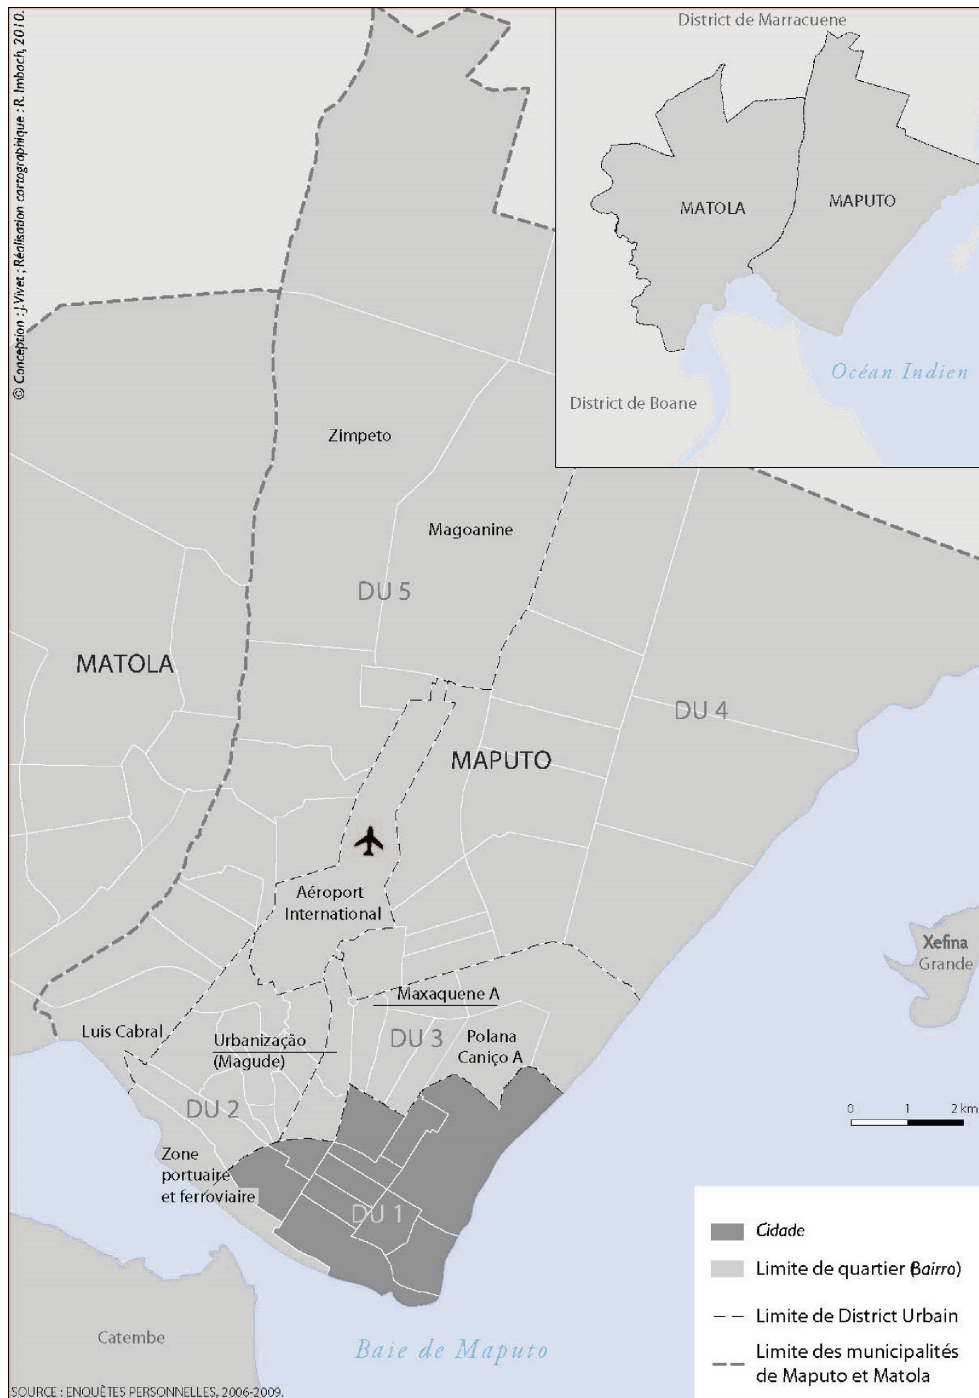 © Conception : J.Vivet ; Réalisation cartographique : R. Imbach, 2010.
District de Marracuene
MATOLA
MAPUTO
Océan Indien
District de Boane
Zimpeto
Magoanine
DU 5
MATOLA
DU 4
MAPUTO
Aéroport
International
Xefina
Grande
Maxaquene A
Luis Cabral
Urbanização
(Magude)
DU 3
Polana
Caniço A
DU 2
0 1 2 km
Zone
portuaire
et ferroviaire
DU 1
Cidade
Limite de quartier (Bairro)
Limite de District Urbain
Limite des municipalités
de Maputo et Matola
Catembe
Baie de Maputo
SOURCE : ENQUÊTES PERSONNELLES, 2006-2009.